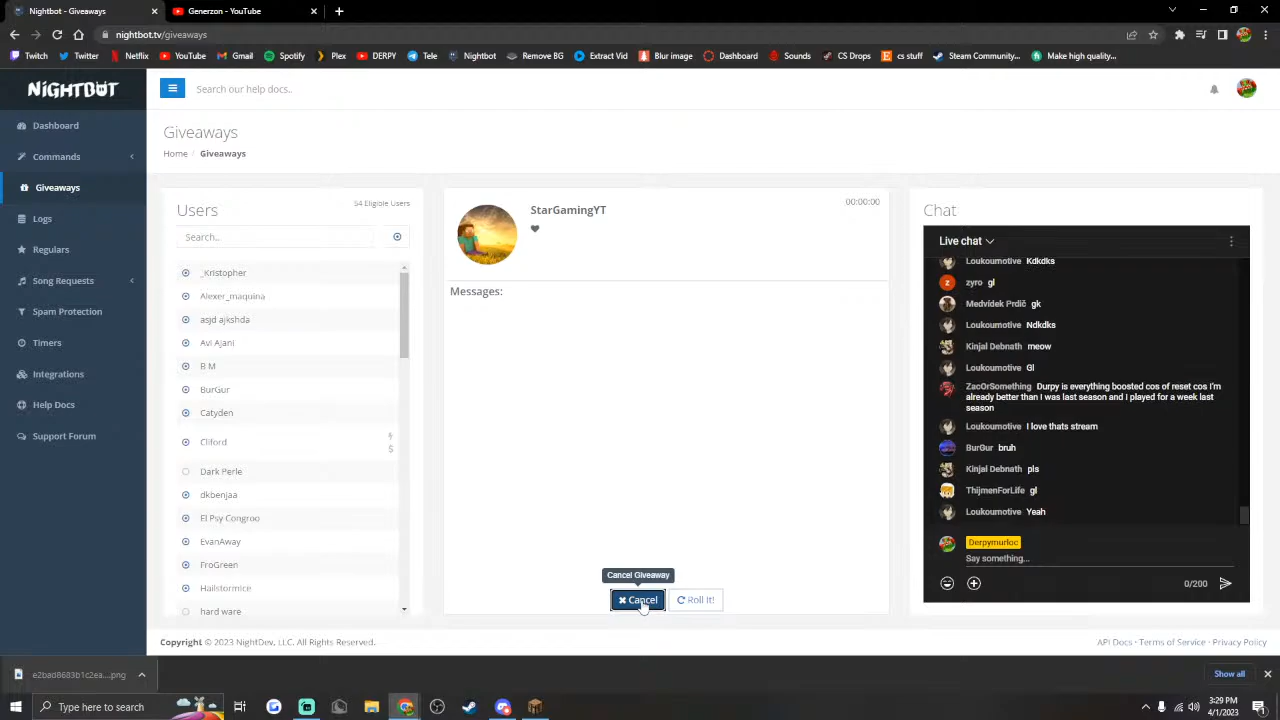 Nightbot - Giveaways
Generzon - YouTube
nightbot.tv/giveaways
Twitch
Twitter
Netflix
YouTube
Gmail
Spotify
Plex
DERPY
Tele
Nightbot
Remove BG
Extract Vid
Blur image
Dashboard
Sounds
CS Drops
cs stuff
Steam Community...
Make high quality...
NiGHTBOT
Search our help docs..
Dashboard
Commands
Giveaways
Logs
Regulars
Song Requests
Spam Protection
Timers
Integrations
Help Docs
Support Forum
Giveaways
Home / Giveaways
Users
54 Eligible Users
Search..
_Kristopher
Alexer_maquina
asjd ajkshda
Avi Ajani
B M
BurGur
Catyden
Cliford
Dark Perle
dkbenjaa
El Psy Congroo
EvanAway
FroGreen
Hailstormice
hard ware
StarGamingYT
00:00:00
Messages:
Cancel Giveaway
Cancel
Roll It!
Chat
Live chat
Loukoumotive Kdkdks
z zyro gl
Medvídek Prdič gk
Loukoumotive Ndkdks
Kinjal Debnath meow
Loukoumotive Gl
ZacOrSomething Durpy is everything boosted cos of reset cos I'm
already better than I was last season and I played for a week last
season
Loukoumotive I love thats stream
BurGur bruh
Kinjal Debnath pls
ThijmenForLife gl
Loukoumotive Yeah
Derpymurloc
Say something...
0/200
Copyright © 2023 NightDev, LLC. All Rights Reserved.
API Docs · Terms of Service · Privacy Policy
e2bad8683b1c2ea....png
Show all
Type here to search
3:29 PM
4/1/2023